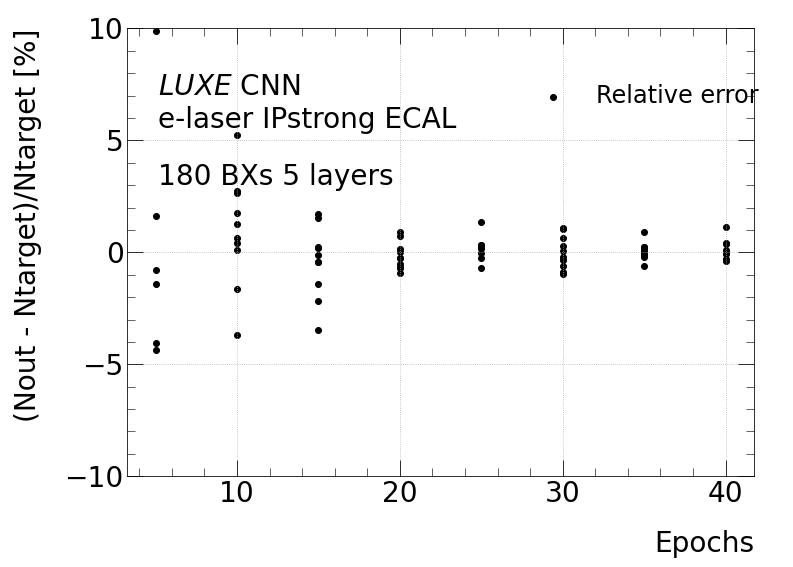 (Nout - Ntarget)/Ntarget [%]
10
5
0
−5
−10
LUXE CNN
e-laser IPstrong ECAL
180 BXs 5 layers
Relative error
10
20
30
40
Epochs